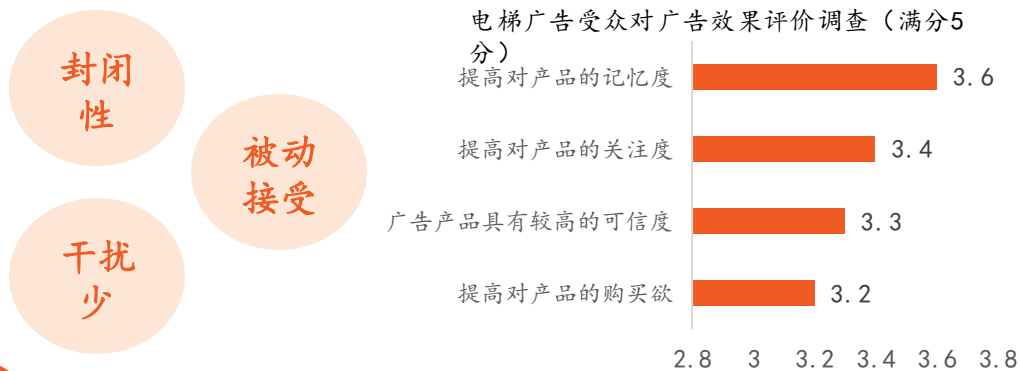 封闭
性
被动
接受
干扰
少
电梯广告受众对广告效果评价调查（满分5
分）
提高对产品的记忆度 3.6
提高对产品的关注度 3.4
广告产品具有较高的可信度 3.3
提高对产品的购买欲 3.2
2.8 3 3.2 3.4 3.6 3.8